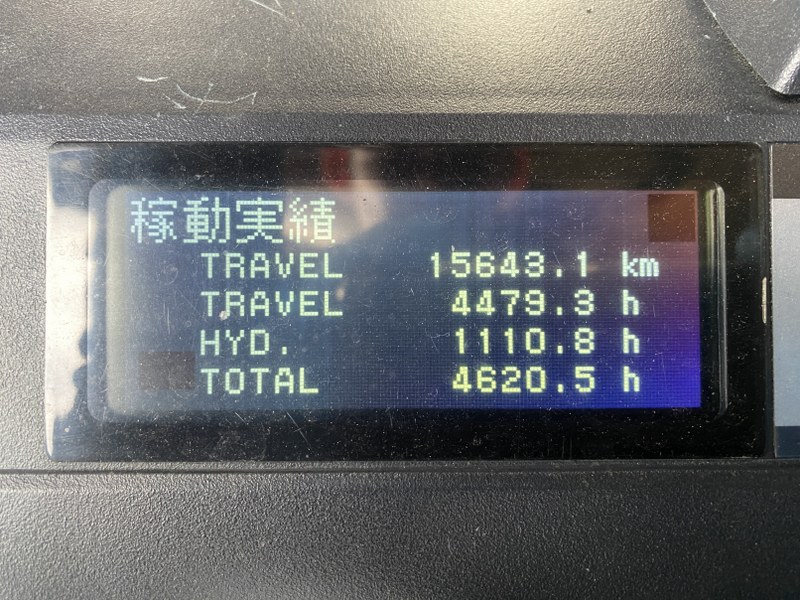 稼動実績
TRAVEL 15643.1 km
TRAVEL 4479.3 h
HYD. 1110.8 h
TOTAL 4620.5 h